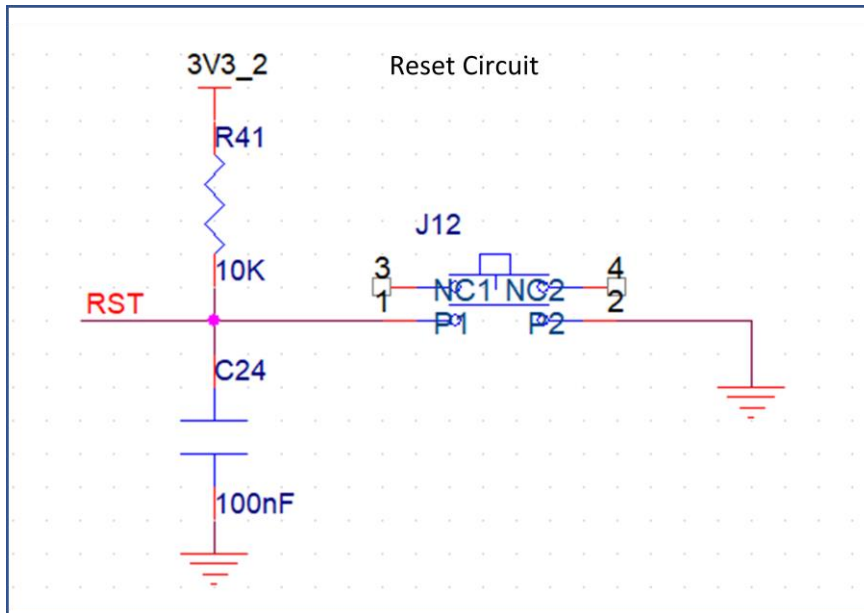 3V3_2
Reset Circuit
R41
J12
10K
3
4
NC1 NC2
1
2
RST
P1
P2
C24
100nF